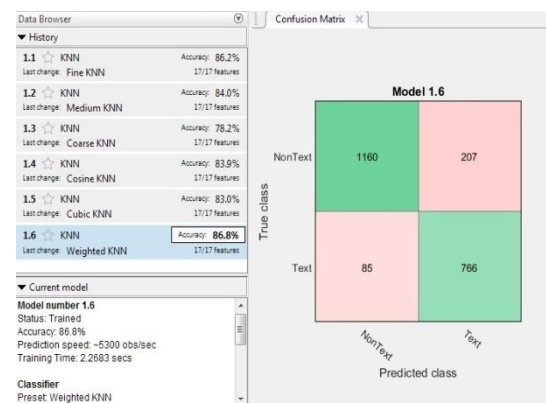 Data Browser
▼ History
1.1 ☆ KNN Accuracy: 86.2%
Last change: Fine KNN 17/17 features
1.2 ☆ KNN Accuracy: 84.0%
Last change: Medium KNN 17/17 features
1.3 ☆ KNN Accuracy: 78.2%
Last change: Coarse KNN 17/17 features
1.4 ☆ KNN Accuracy: 83.9%
Last change: Cosine KNN 17/17 features
1.5 ☆ KNN Accuracy: 83.0%
Last change: Cubic KNN 17/17 features
1.6 ☆ KNN Accuracy: 86.8%
Last change: Weighted KNN 17/17 features
▼ Current model
Model number 1.6
Status: Trained
Accuracy: 86.8%
Prediction speed: ~5300 obs/sec
Training Time: 2.2683 secs
Classifier
Preset: Weighted KNN
Confusion Matrix
Model 1.6
True class
NonText 1160 207
Text 85 766
NonText Text
Predicted class